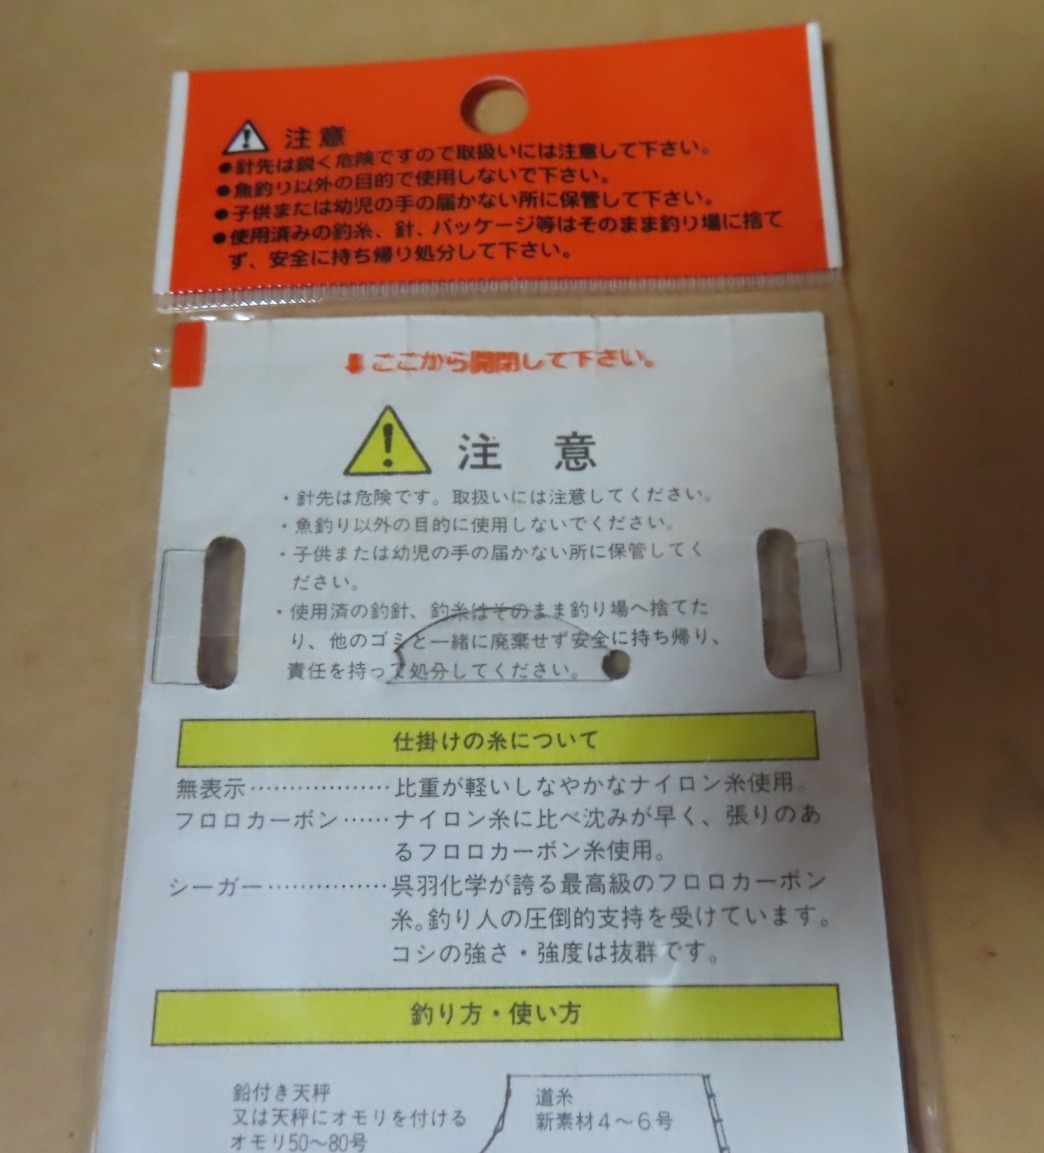 注意
●針先は鋭く危険ですので取扱いには注意して下さい。
●魚釣り以外の目的で使用しないで下さい。
●子供または幼児の手の届かない所に保管して下さい。
●使用済みの釣糸、針、パッケージ等はそのまま釣り場に捨て
ず、安全に持ち帰り処分して下さい。
⬇ここから開閉して下さい。
注 意
・針先は危険です。取扱いには注意してください。
・魚釣り以外の目的に使用しないでください。
・子供または幼児の手の届かない所に保管してく
ださい。
・使用済の釣針、釣糸はそのまま釣り場へ捨てた
り、他のゴミと一緒に廃棄せず安全に持ち帰り、
責任を持って処分してください。
仕掛けの糸について
無表示………………比重が軽いしなやかなナイロン糸使用。
フロロカーボン……ナイロン糸に比べ沈みが早く、張りのあ
るフロロカーボン糸使用。
シーガー……………呉羽化学が誇る最高級のフロロカーボン
糸。釣り人の圧倒的支持を受けています。
コシの強さ・強度は抜群です。
釣り方・使い方
鉛付き天秤
又は天秤にオモリを付ける
オモリ50〜80号
道糸
新素材4〜6号